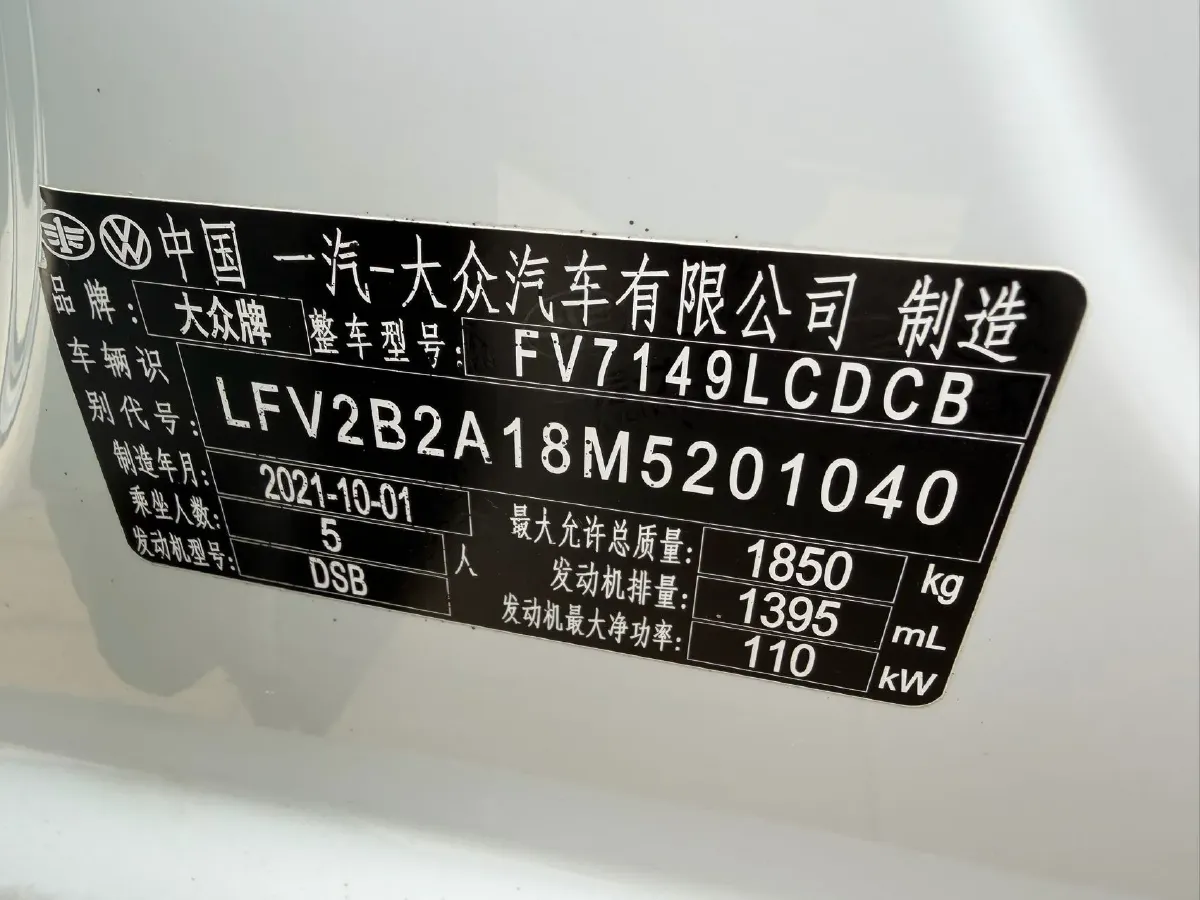 中国 一汽-大众汽车有限公司 制造
品牌: 大众牌 整车型号: FV7149LCDCB
车辆识别代号: LFV2B2A18M5201040
制造年月: 2021-10-01
乘坐人数: 5 人
发动机型号: DSB
最大允许总质量: 1850 kg
发动机排量: 1395 mL
发动机最大净功率: 110 kW